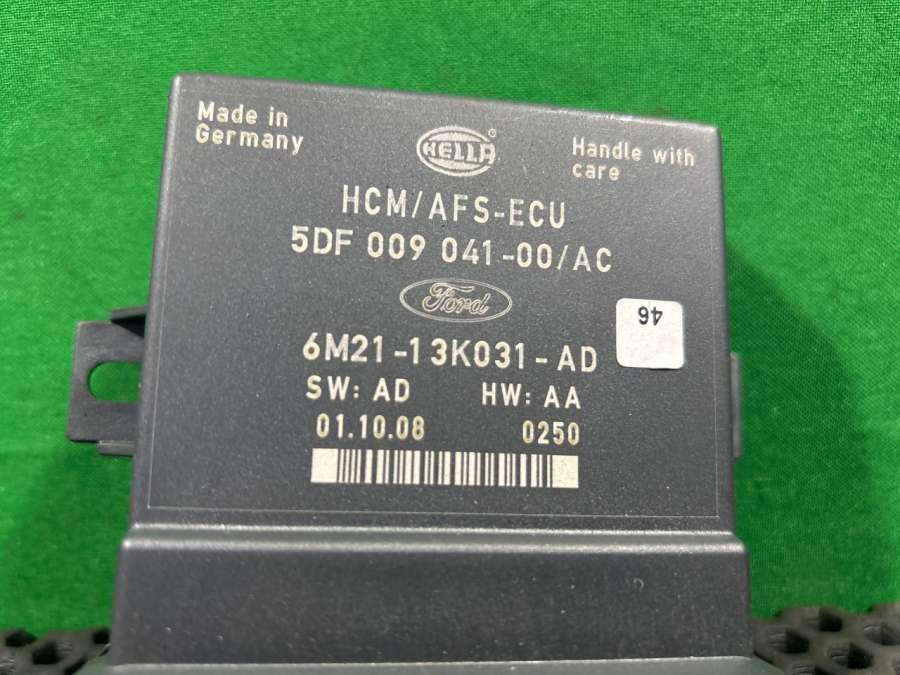 Made in
Germany
HELLA
®
Handle with
care
HCM/AFS-ECU
5DF 009 041-00/AC
Ford
46
6M21-13K031-AD
SW: AD HW: AA
01.10.08 0250